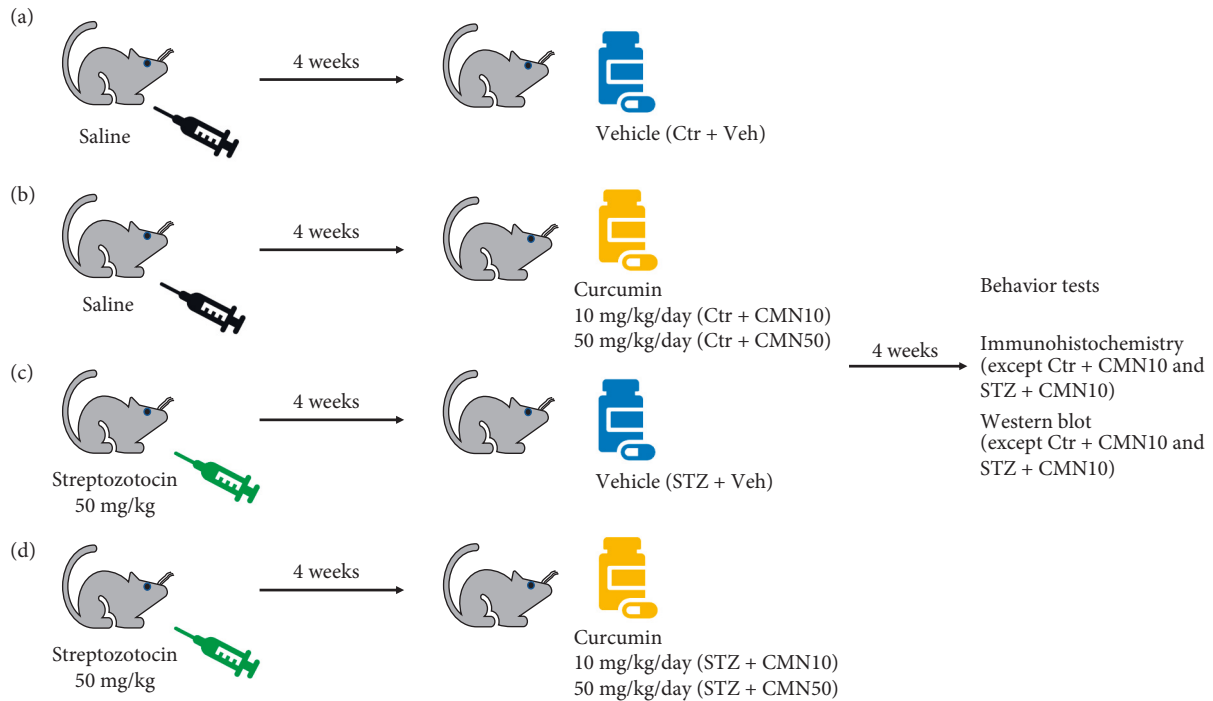 (a)
4 weeks
Saline
Vehicle (Ctr + Veh)
(b)
4 weeks
Saline
Curcumin
10 mg/kg/day (Ctr + CMN10)
50 mg/kg/day (Ctr + CMN50)
(c)
4 weeks
Streptozotocin
50 mg/kg
Vehicle (STZ + Veh)
(d)
4 weeks
Streptozotocin
50 mg/kg
Curcumin
10 mg/kg/day (STZ + CMN10)
50 mg/kg/day (STZ + CMN50)
4 weeks
Behavior tests
Immunohistochemistry
(except Ctr + CMN10 and
STZ + CMN10)
Western blot
(except Ctr + CMN10 and
STZ + CMN10)